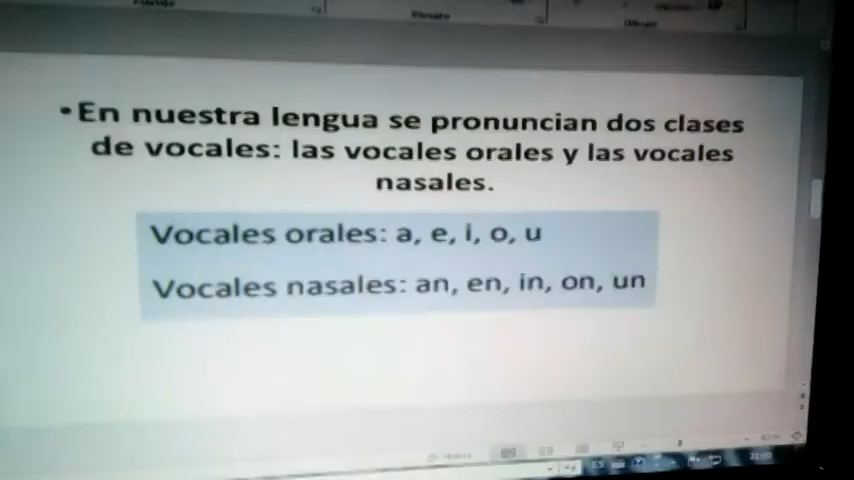 •En nuestra lengua se pronuncian dos clases
de vocales: las vocales orales y las vocales
nasales.
Vocales orales: a, e, i, o, u
Vocales nasales: an, en, in, on, un